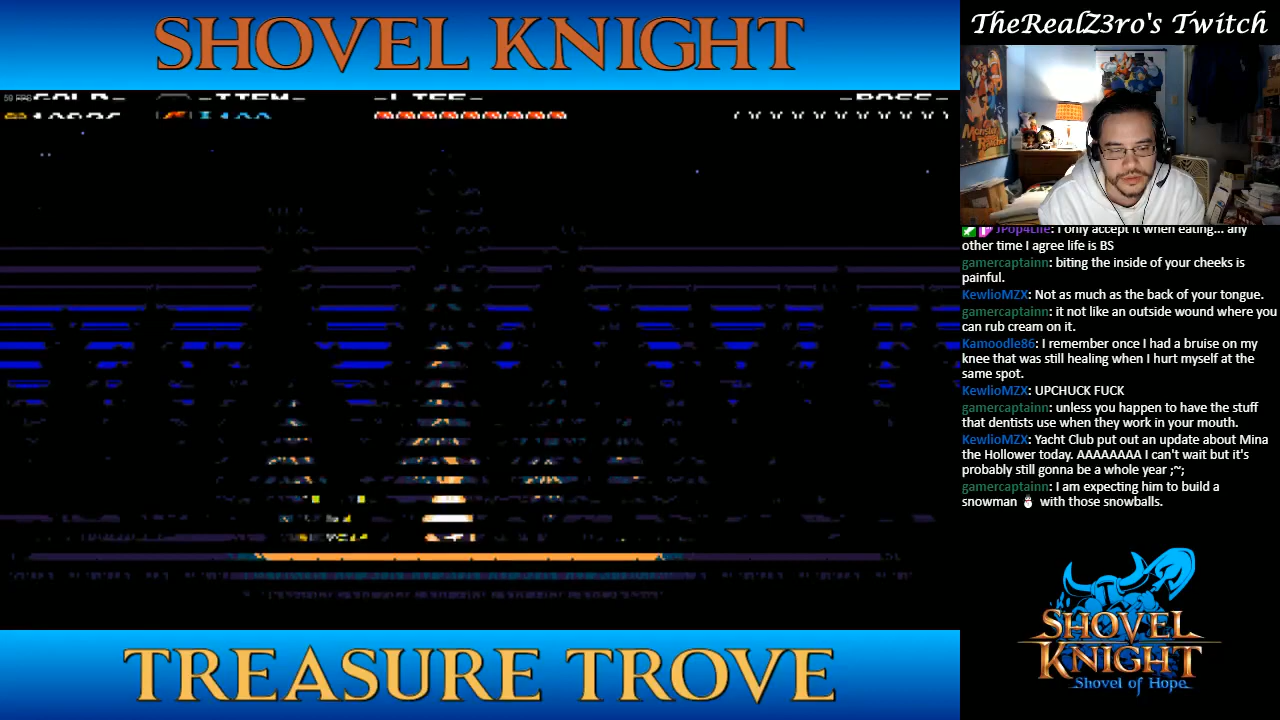 SHOVEL KNIGHT
TheRealZ3ro's Twitch
59 FPS
JPop4Life: I only accept it when eating... any
other time I agree life is BS
gamercaptainn: biting the inside of your cheeks is
painful.
KewlioMZX: Not as much as the back of your tongue.
gamercaptainn: it not like an outside wound where you
can rub cream on it.
Kamoodle86: I remember once I had a bruise on my
knee that was still healing when I hurt myself at the
same spot.
KewlioMZX: UPCHUCK FUCK
gamercaptainn: unless you happen to have the stuff
that dentists use when they work in your mouth.
KewlioMZX: Yacht Club put out an update about Mina
the Hollower today. AAAAAAAA I can't wait but it's
probably still gonna be a whole year ;~;
gamercaptainn: I am expecting him to build a
snowman ⛄ with those snowballs.
SHOVEL
KNIGHT
Shovel of Hope
TREASURE TROVE